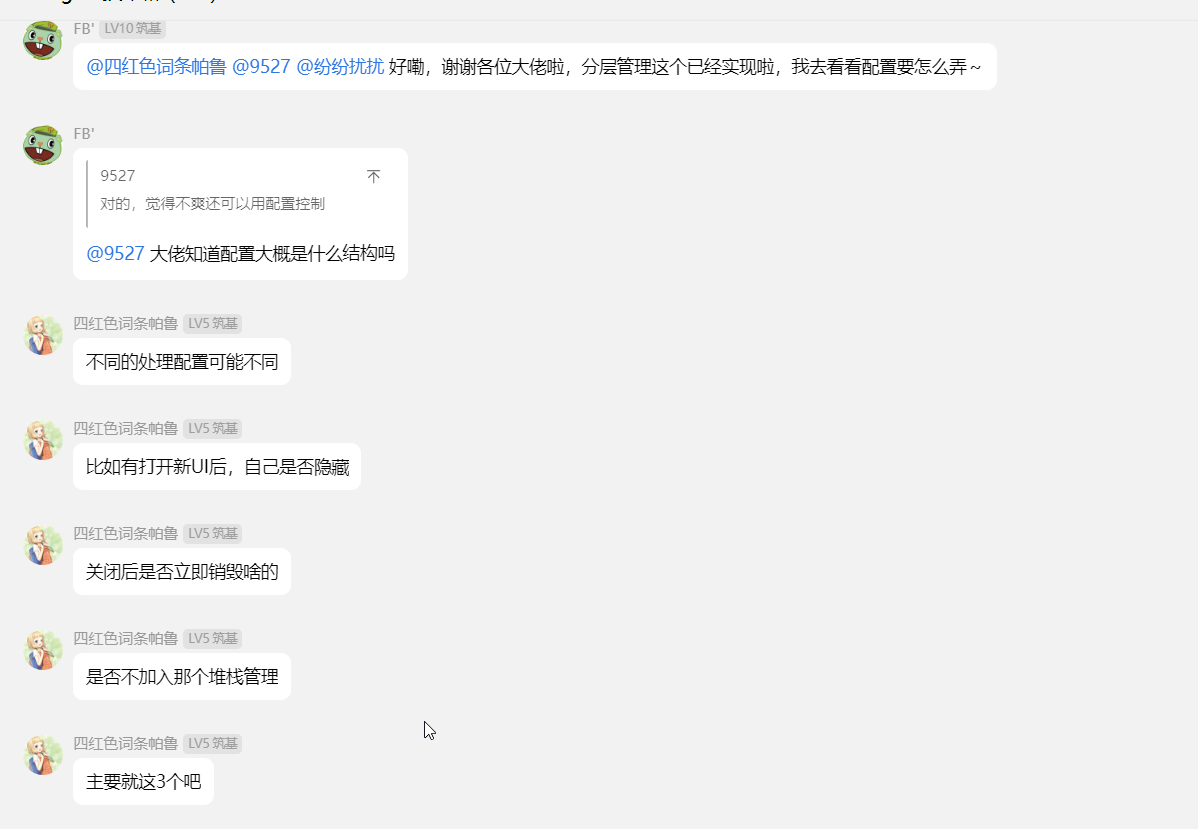 FB' LV10 筑基
@四红色词条帕鲁 @9527 @纷纷扰扰 好嘞，谢谢各位大佬啦，分层管理这个已经实现啦，我去看看配置要怎么弄～
FB'
9527
对的，觉得不爽还可以用配置控制
@9527 大佬知道配置大概是什么结构吗
四红色词条帕鲁 LV5 筑基
不同的处理配置可能不同
四红色词条帕鲁 LV5 筑基
比如有打开新UI后，自己是否隐藏
四红色词条帕鲁 LV5 筑基
关闭后是否立即销毁啥的
四红色词条帕鲁 LV5 筑基
是否不加入那个堆栈管理
四红色词条帕鲁 LV5 筑基
主要就这3个吧